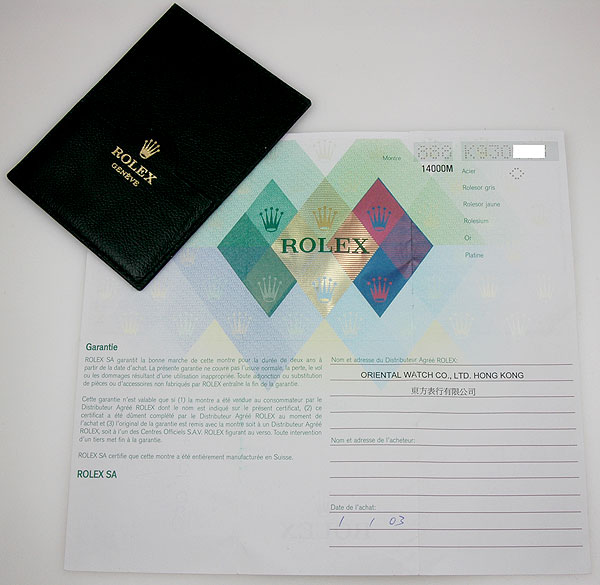 ROLEX
GENÈVE
Montre
888 K930
14000M
Acier
Rolesor gris
Rolesor jaune
Rolesium
Or
Platine
ROLEX
Garantie
ROLEX SA garantit la bonne marche de cette montre pour la durée de deux ans à
partir de la date d'achat. La présente garantie ne couvre pas l'usure normale, la perte, le vol
ou les dommages résultant d'une utilisation inappropriée. Toute adjonction ou substitution
de pièces ou d'accessoires non fabriqués par ROLEX entraîne la fin de la garantie.
Cette garantie n'est valable que si (1) la montre a été vendue au consommateur par le
Distributeur Agréé ROLEX dont le nom est indiqué sur le présent certificat, (2) ce
certificat a été dûment complété par le Distributeur Agréé ROLEX au moment de
l'achat et (3) l'original de la garantie est remis avec la montre soit à un Distributeur Agréé
ROLEX, soit à l'un des Centres Officiels S.A.V. ROLEX figurant au verso. Toute intervention
d'un tiers met fin à la garantie.
ROLEX SA certifie que cette montre a été entièrement manufacturée en Suisse.
ROLEX SA
Nom et adresse du Distributeur Agréé ROLEX:
ORIENTAL WATCH CO., LTD. HONG KONG
東方表行有限公司
Nom et adresse de l'acheteur:
Date de l'achat:
1 1 03